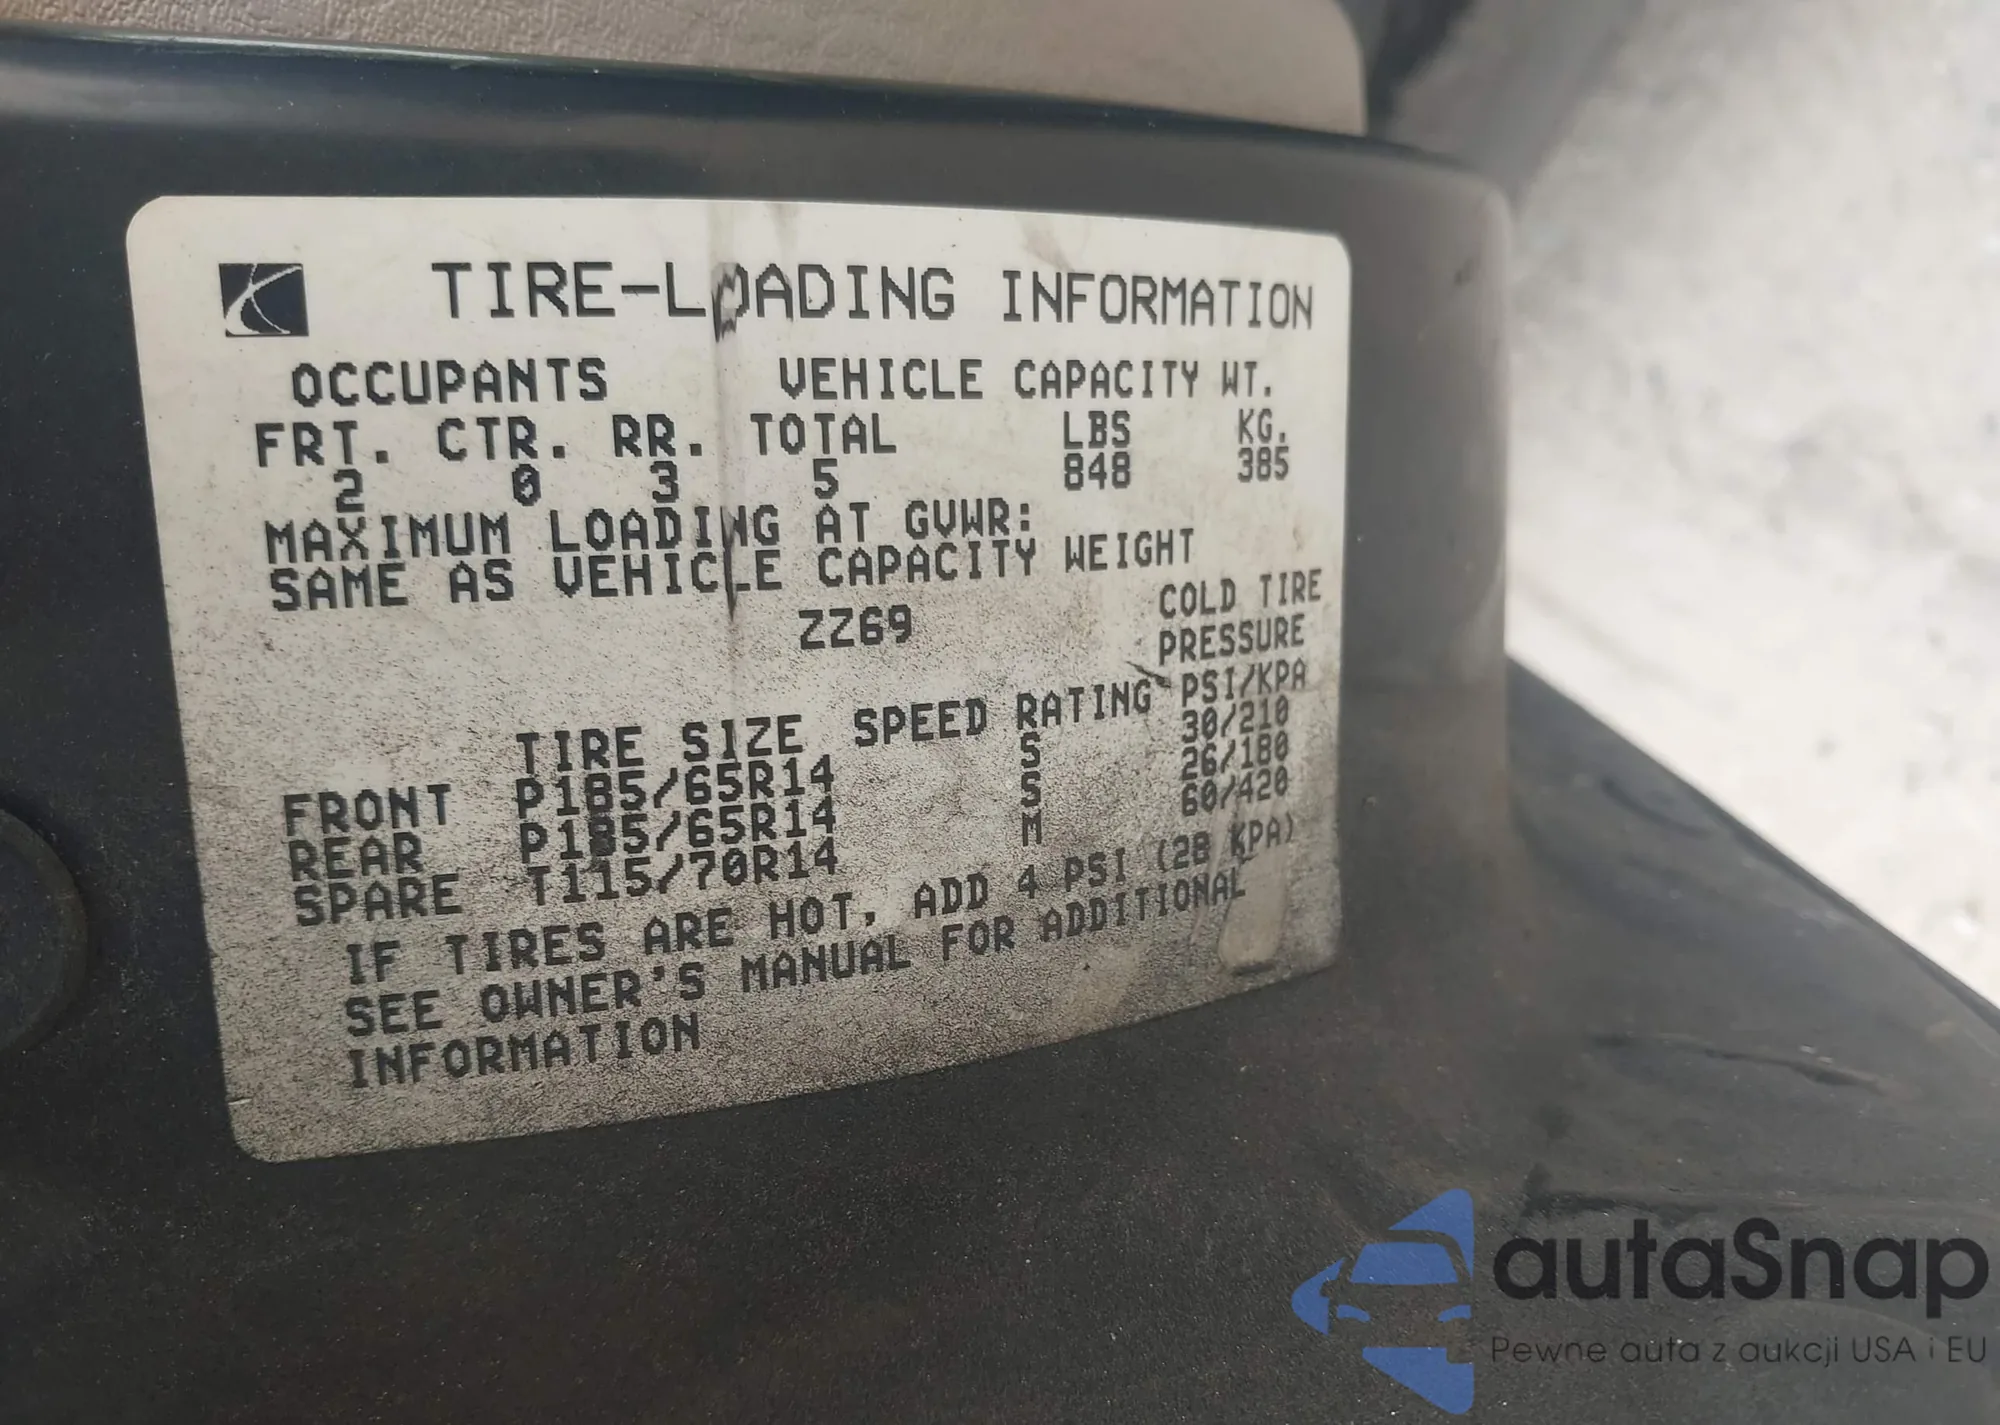 TIRE-LOADING INFORMATION
OCCUPANTS VEHICLE CAPACITY WT.
FRT. CTR. RR. TOTAL LBS KG.
2 0 3 5 848 385
MAXIMUM LOADING AT GVWR:
SAME AS VEHICLE CAPACITY WEIGHT
ZZ69
COLD TIRE
PRESSURE
TIRE SIZE SPEED RATING PSI/KPA
FRONT P185/65R14 S 30/210
REAR P185/65R14 S 26/180
SPARE T115/70R14 M 60/420
IF TIRES ARE HOT, ADD 4 PSI (28 KPA)
SEE OWNER'S MANUAL FOR ADDITIONAL
INFORMATION
autaSnap
Pewne auta z aukcji USA i EU